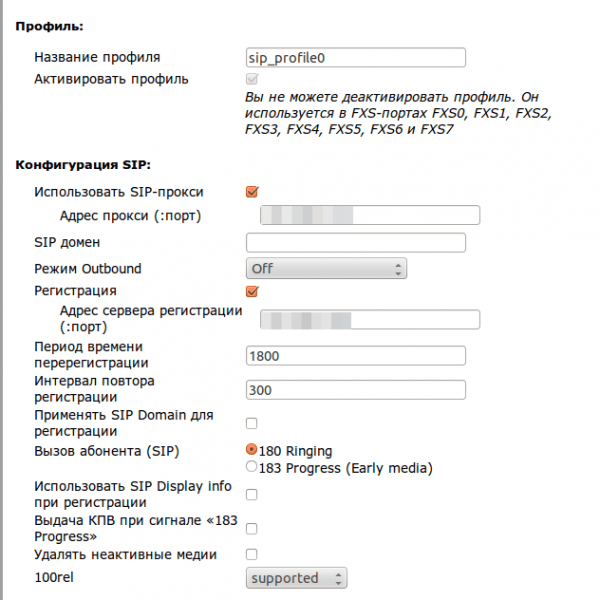 Профиль:
Название профиля
sip_profile0
Активировать профиль
Вы не можете деактивировать профиль. Он
используется в FXS-портах FXS0, FXS1, FXS2,
FXS3, FXS4, FXS5, FXS6 и FXS7
Конфигурация SIP:
Использовать SIP-прокси
Адрес прокси (:порт)
SIP домен
Режим Outbound
Off
Регистрация
Адрес сервера регистрации
(:порт)
Период времени
перерегистрации
1800
Интервал повтора
регистрации
300
Применять SIP Domain для
регистрации
Вызов абонента (SIP)
180 Ringing
183 Progress (Early media)
Использовать SIP Display info
при регистрации
Выдача КПВ при сигнале «183
Progress»
Удалять неактивные медии
100rel
supported